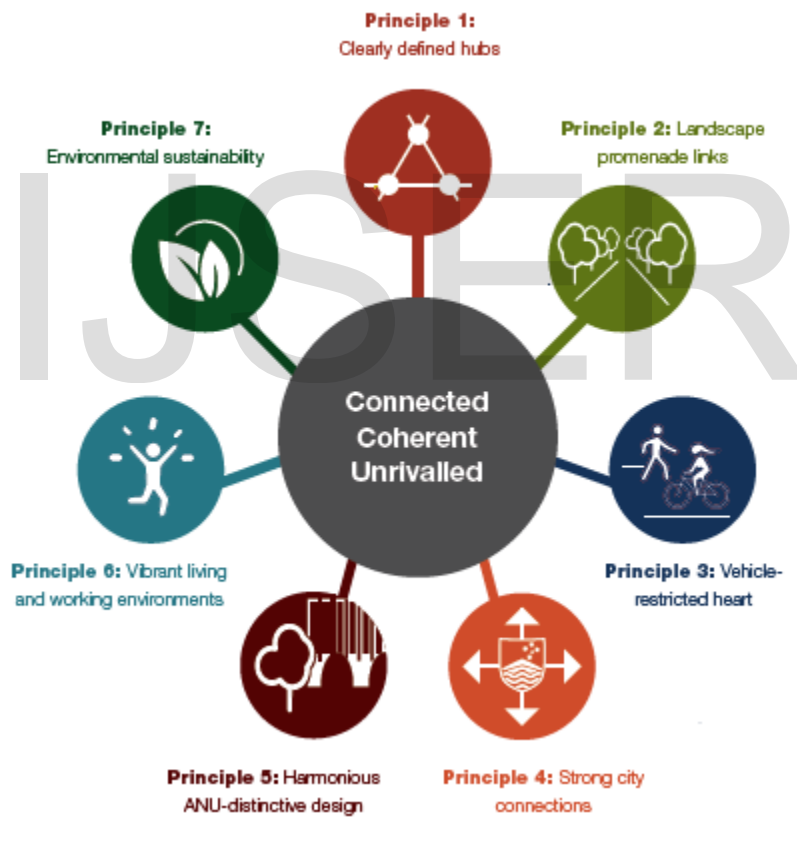 Principle 1:
Clearly defined hubs
Principle 7:
Environmental sustainability
Principle 2: Landscape
promenade links
IJSER
Connected
Coherent
Unrivalled
Principle 6: Vibrant living
and working environments
Principle 3: Vehicle-
restricted heart
Principle 5: Harmonious
ANU-distinctive design
Principle 4: Strong city
connections